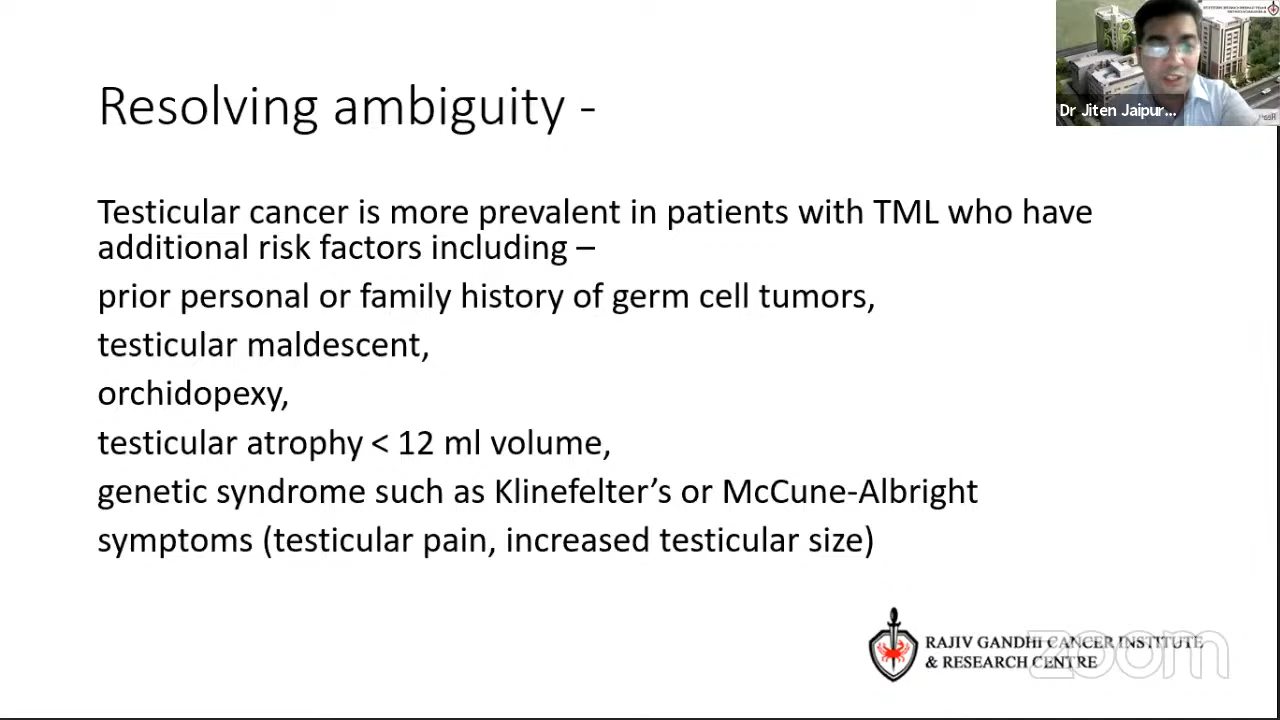 Resolving ambiguity -
Dr Jiten Jaipur...
Testicular cancer is more prevalent in patients with TML who have
additional risk factors including –
prior personal or family history of germ cell tumors,
testicular maldescent,
orchidopexy,
testicular atrophy < 12 ml volume,
genetic syndrome such as Klinefelter’s or McCune-Albright
symptoms (testicular pain, increased testicular size)
RAJIV GANDHI CANCER INSTITUTE
& RESEARCH CENTRE
zoom